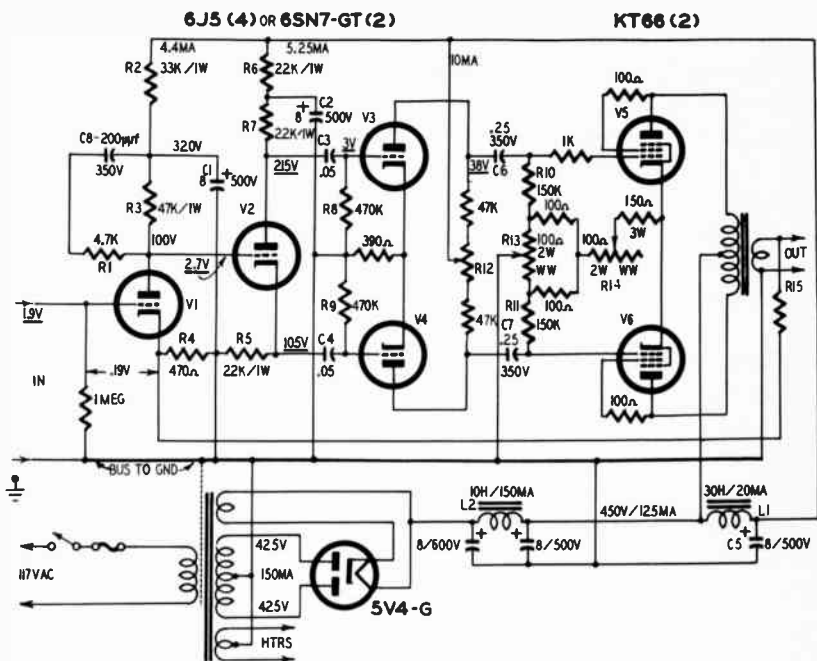 6J5 (4) OR 6SN7-GT (2)
KT66 (2)
4.4MA
R2 33K/1W
5.25MA
R6 22K/1W
10MA
100Ω
C8-200μμf
350V
320V
C1
8 + 500V
R7
22K/1W
C2
8 + 500V
V3
.25
350V
C6
1K
V5
R3 47K/1W
215V
C3
.05
3V
38V
R10
150K
V2
R8
470K
47K
100Ω
150Ω
3W
4.7K
R1
100V
2.7V
390Ω
R12
R13
100Ω
2W
WW
100Ω
2W WW
R14
OUT
R15
1.9V
V1
R9
470K
100Ω
R11
150K
R4
470Ω
R5
22K/1W
105V
C4
.05
V4
47K
C7
.25
350V
V6
IN
.19V
1 MEG
100Ω
BUS TO GND
10H/150MA
L2
30H/20MA
L1
450V/125MA
425V
8/600V
+
+
8/500V
+
C5
8/500V
117VAC
150MA
425V
5V4-G
HTRS